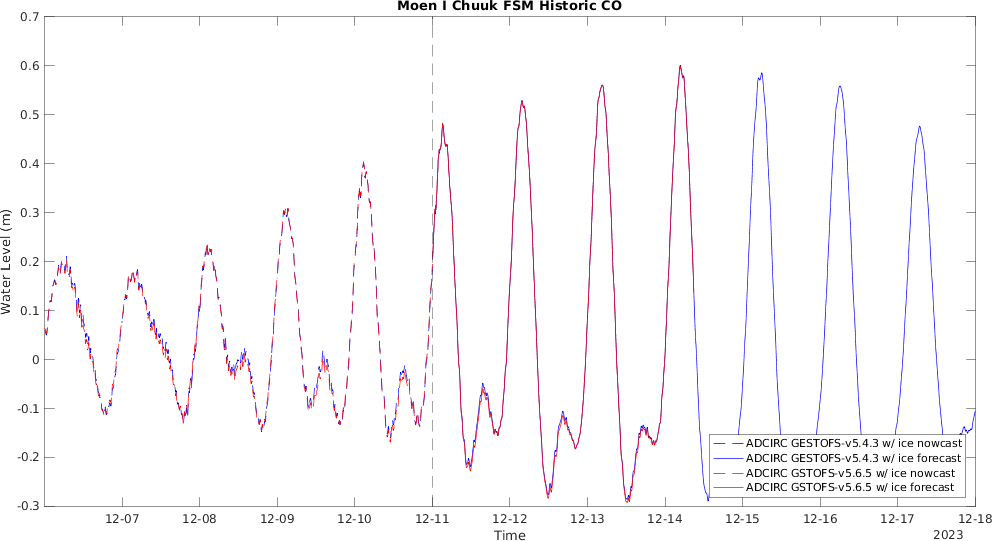 Moen I Chuuk FSM Historic CO
0.7
0.6
0.5
0.4
0.3
0.2
0.1
0
-0.1
-0.2
-0.3
Water Level (m)
ADCIRC GESTOFS-v5.4.3 w/ ice nowcast
ADCIRC GESTOFS-v5.4.3 w/ ice forecast
ADCIRC GSTOFS-v5.6.5 w/ ice nowcast
ADCIRC GSTOFS-v5.6.5 w/ ice forecast
12-07 12-08 12-09 12-10 12-11 12-12 12-13 12-14 12-15 12-16 12-17 12-18
Time
2023